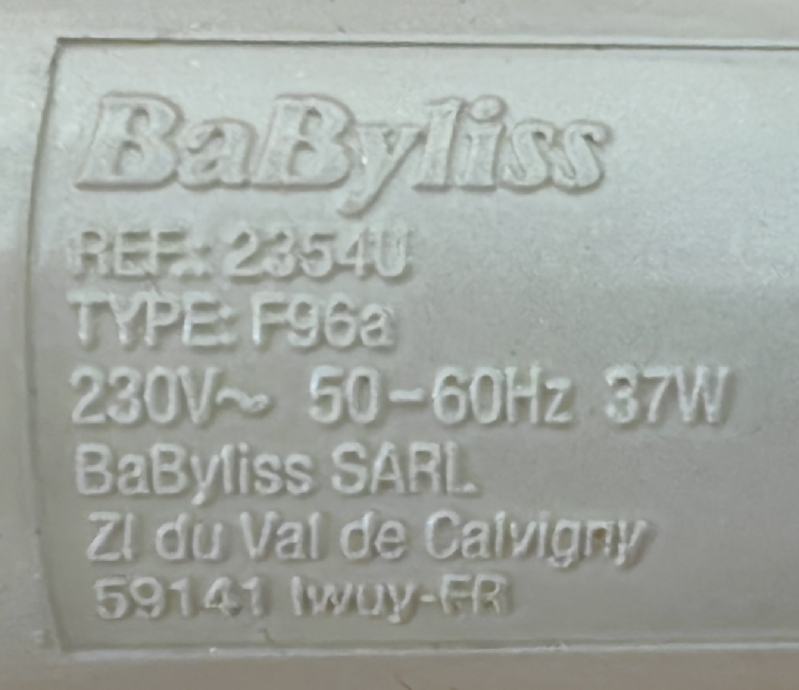 BaByliss
REF.: 2354U
TYPE: F96a
230V~ 50-60Hz 37W
BaByliss SARL
ZI du Val de Calvigny
59141 Iwuy-FR